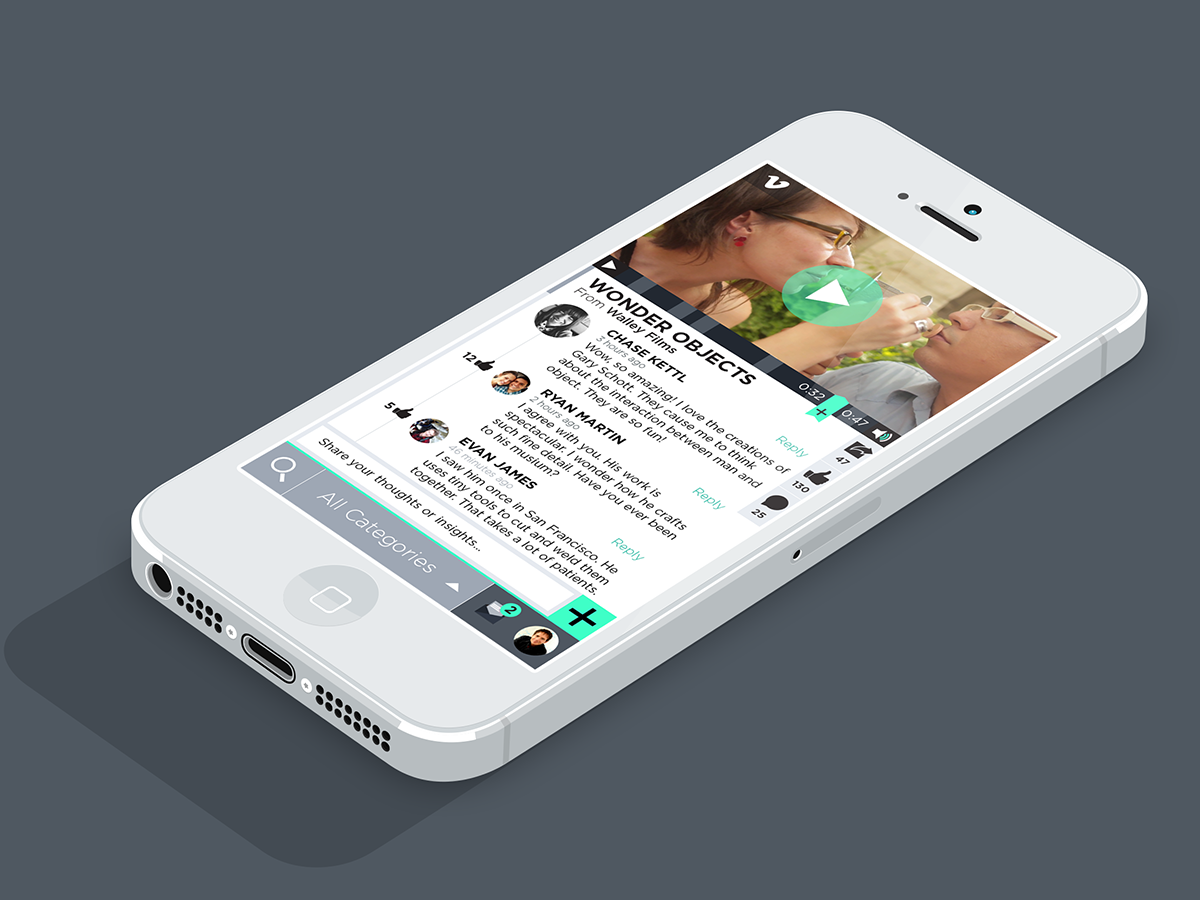 0:32
0:47
WONDER OBJECTS
From Walley Films
47
130
25
CHASE KETTL
3 hours ago
Wow, so amazing! I love the creations of
Gary Schott. They cause me to think
about the interaction between man and
object. They are so fun!
Reply
12
RYAN MARTIN
2 hours ago
I agree with you. His work is
spectacular. I wonder how he crafts
such fine detail. Have you ever been
to his musium?
Reply
5
EVAN JAMES
46 minutes ago
I saw him once in San Francisco. He
uses tiny tools to cut and weld them
together. That takes a lot of patients.
Reply
Share your thoughts or insights...
+
All Categories
2